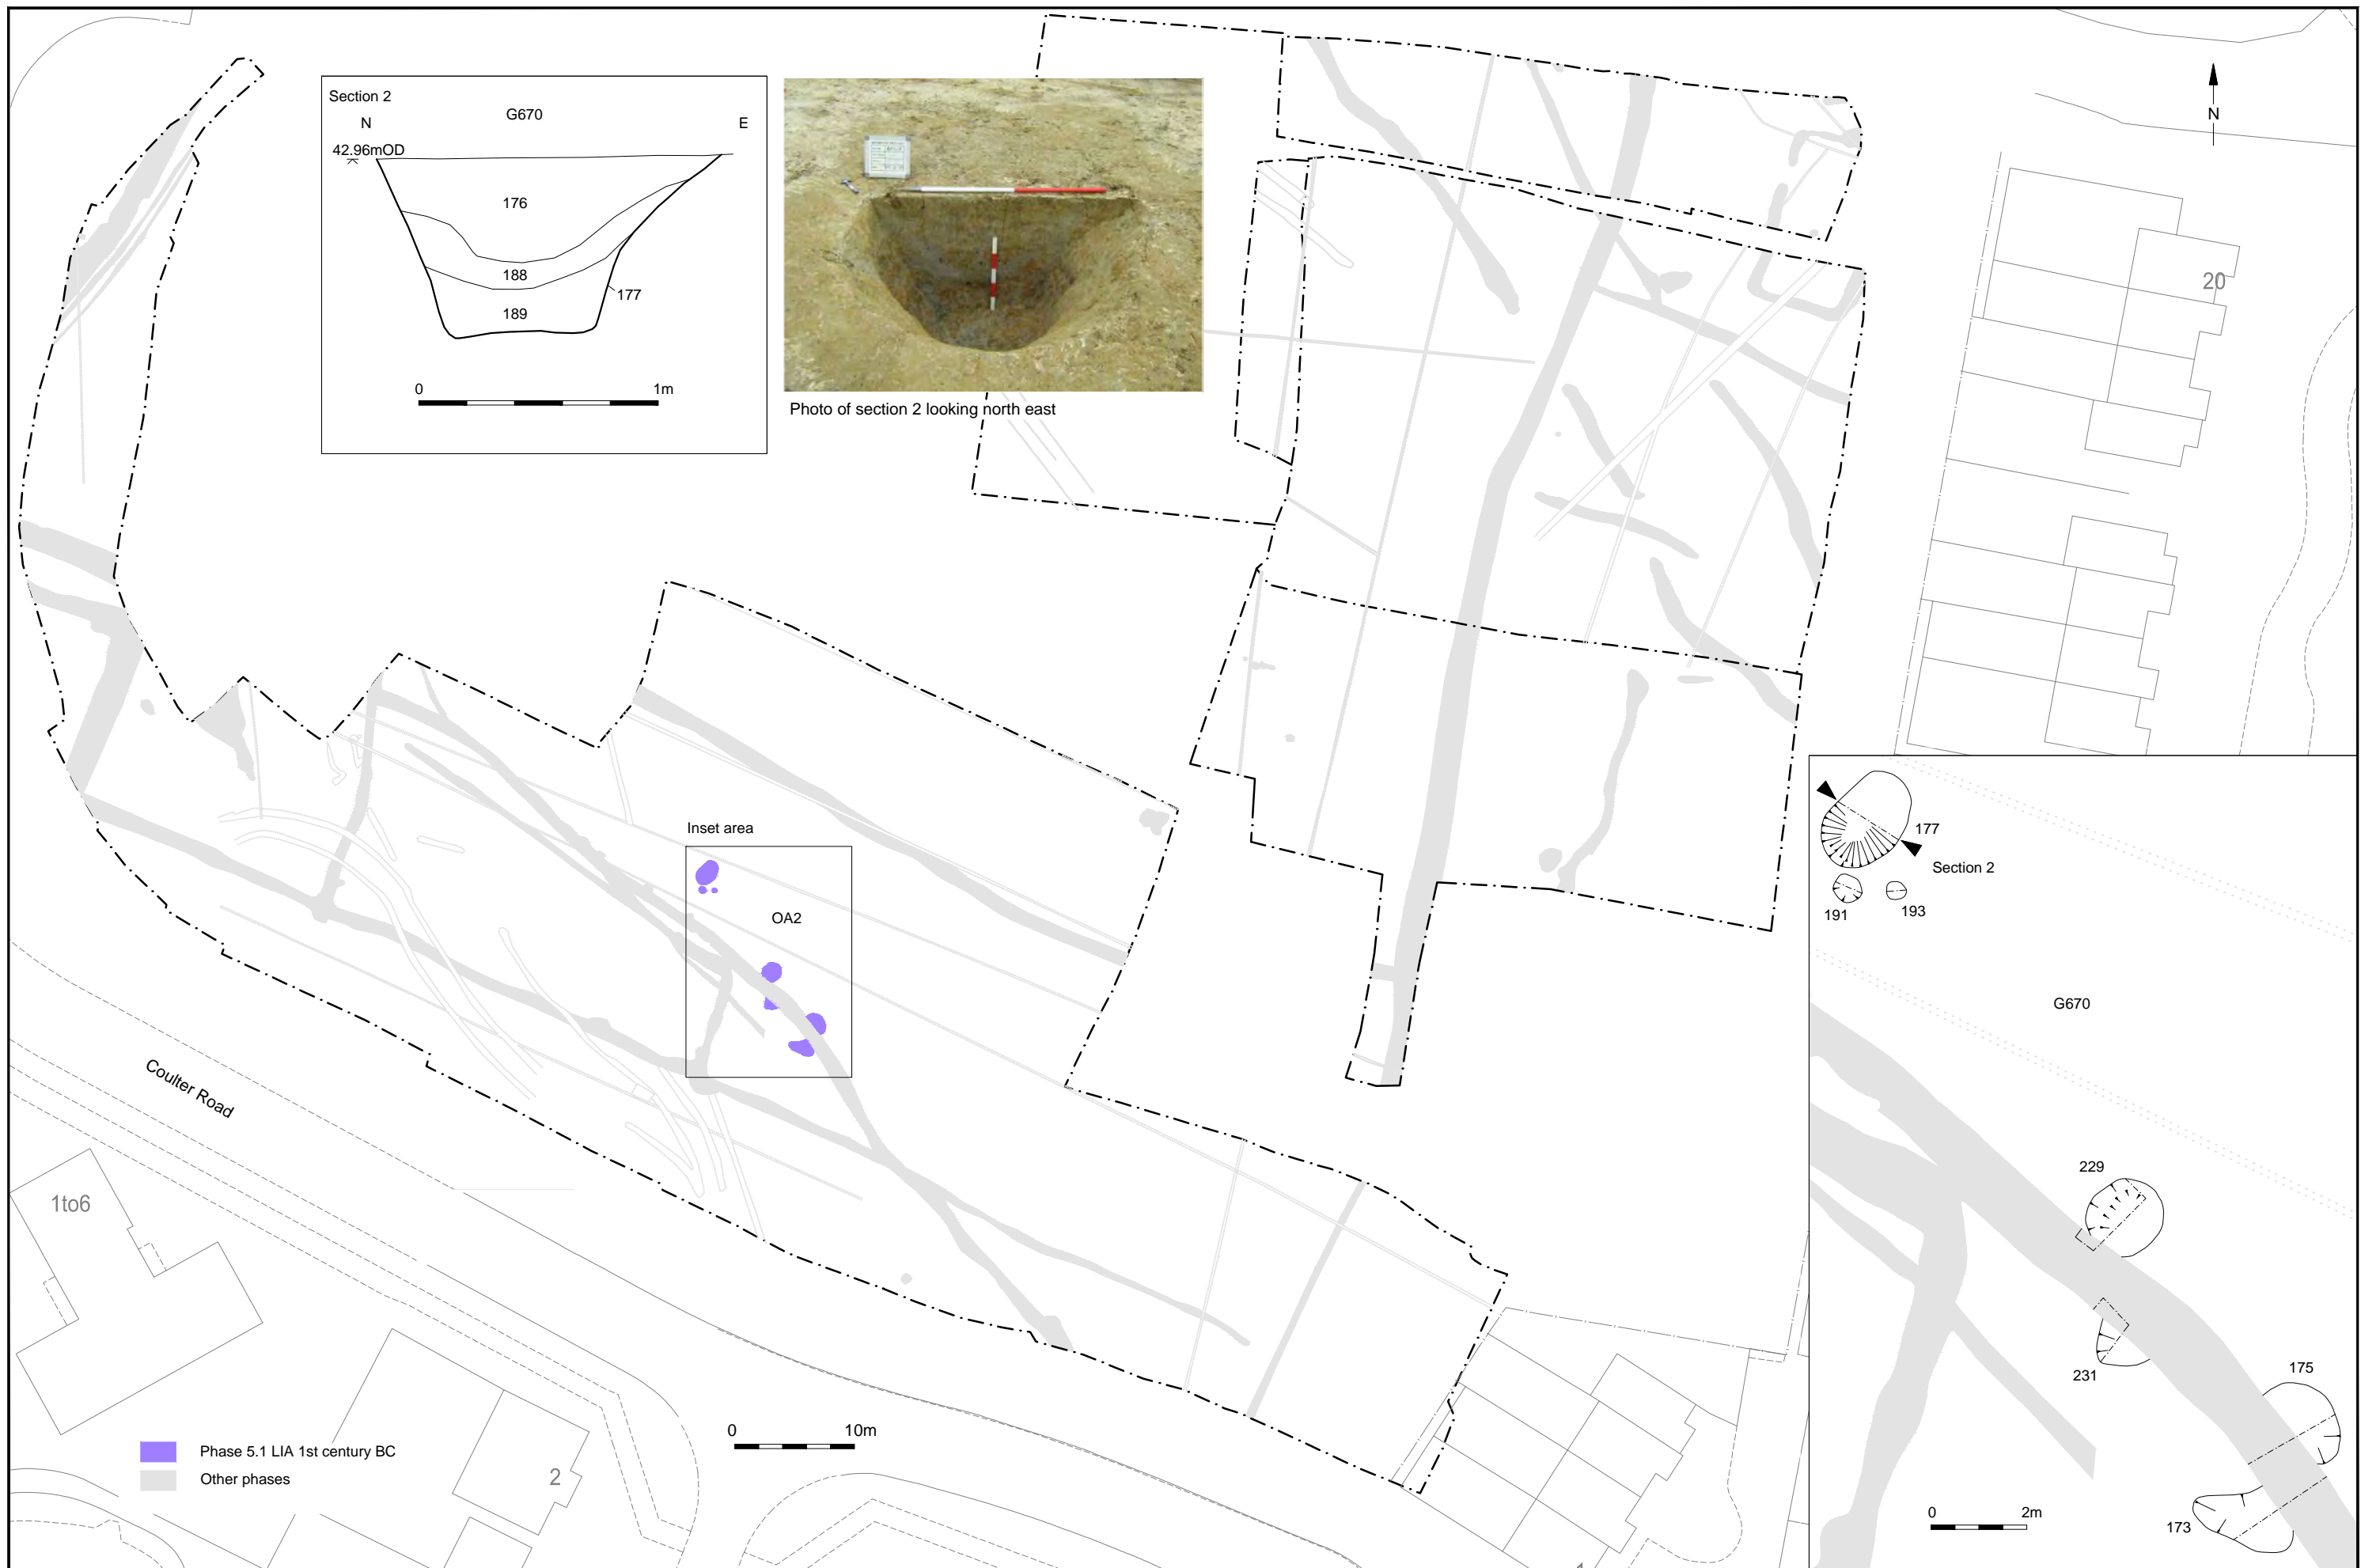 Section 2
G670
N
E
42.96mOD
176
188
177
189
0
1m
Photo of section 2 looking north east
N
20
Inset area
OA2
177
Section 2
191
193
G670
229
231
175
173
0
2m
Coulter Road
1to6
2
0
10m
Phase 5.1 LIA 1st century BC
Other phases